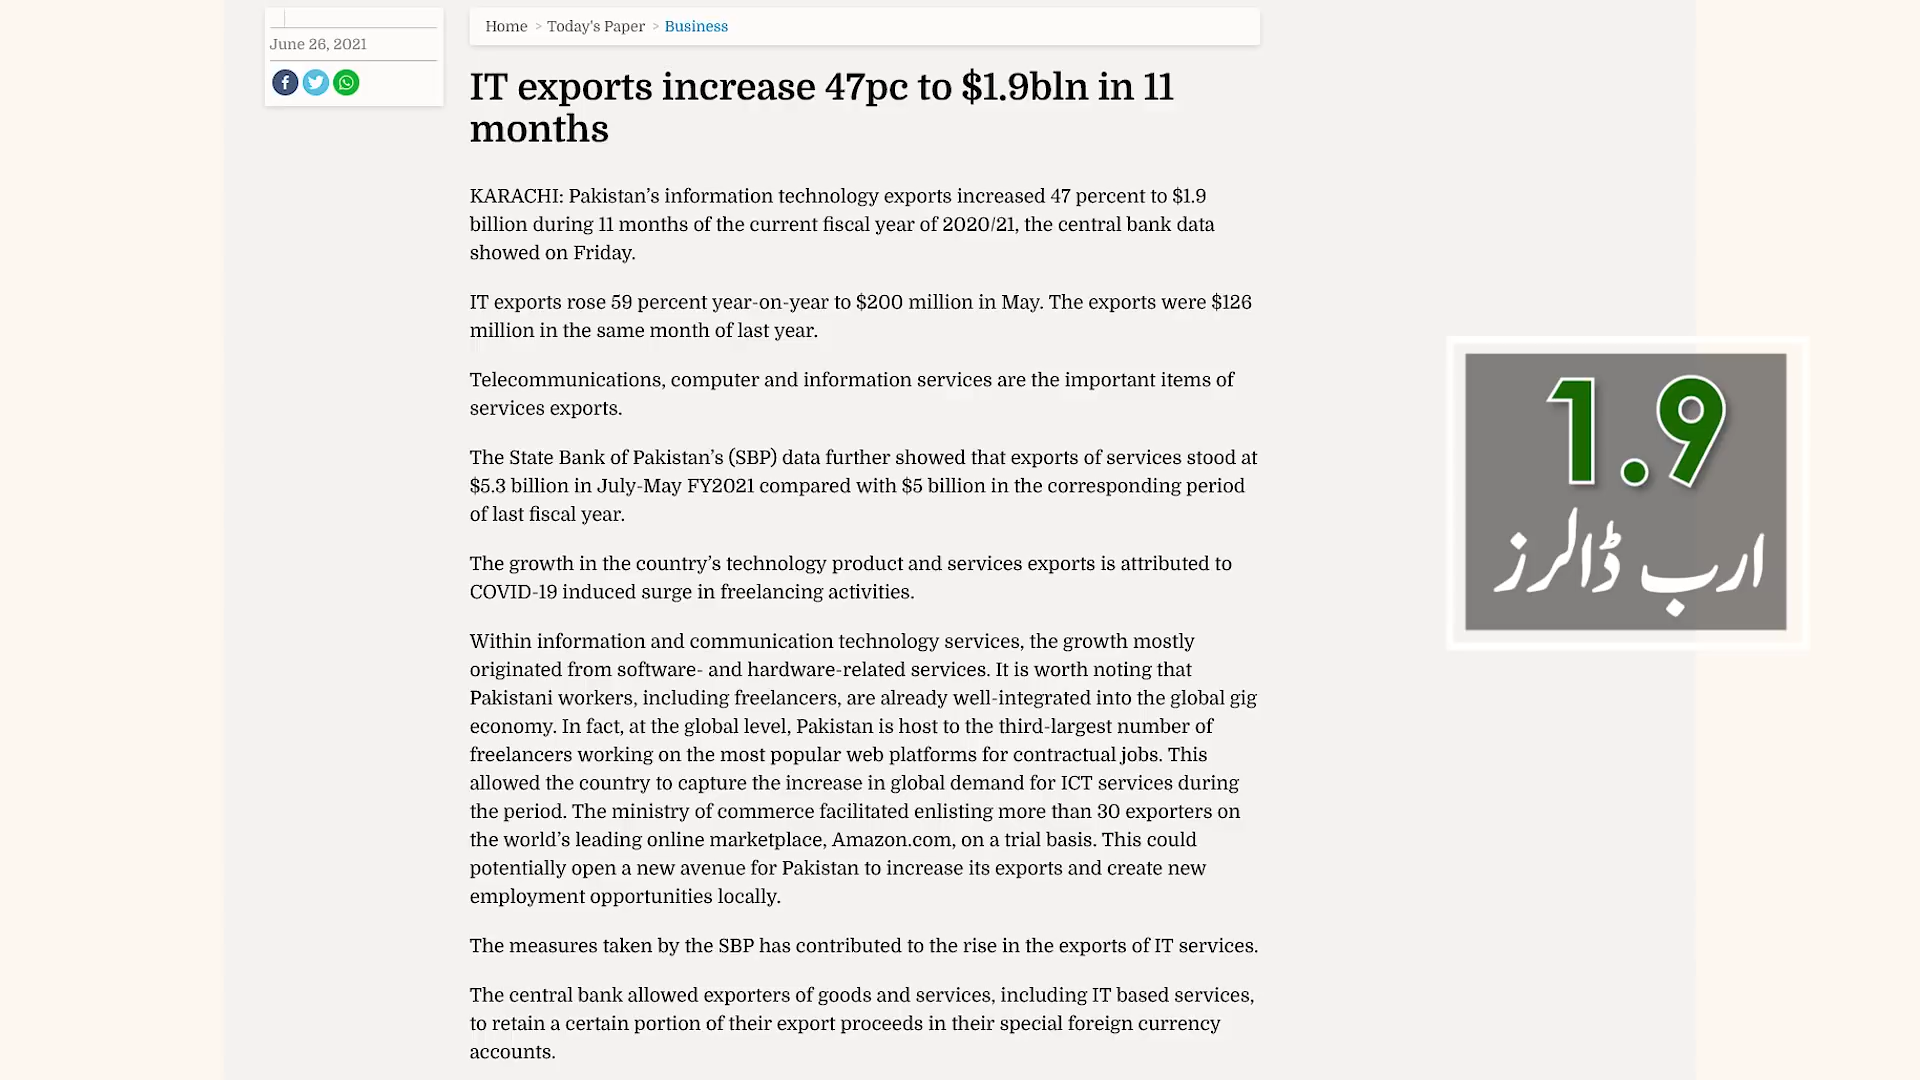 June 26, 2021
Home > Today's Paper > Business
IT exports increase 47pc to $1.9bln in 11
months
KARACHI: Pakistan’s information technology exports increased 47 percent to $1.9
billion during 11 months of the current fiscal year of 2020/21, the central bank data
showed on Friday.
IT exports rose 59 percent year-on-year to $200 million in May. The exports were $126
million in the same month of last year.
Telecommunications, computer and information services are the important items of
services exports.
The State Bank of Pakistan’s (SBP) data further showed that exports of services stood at
$5.3 billion in July-May FY2021 compared with $5 billion in the corresponding period
of last fiscal year.
The growth in the country’s technology product and services exports is attributed to
COVID-19 induced surge in freelancing activities.
Within information and communication technology services, the growth mostly
originated from software- and hardware-related services. It is worth noting that
Pakistani workers, including freelancers, are already well-integrated into the global gig
economy. In fact, at the global level, Pakistan is host to the third-largest number of
freelancers working on the most popular web platforms for contractual jobs. This
allowed the country to capture the increase in global demand for ICT services during
the period. The ministry of commerce facilitated enlisting more than 30 exporters on
the world’s leading online marketplace, Amazon.com, on a trial basis. This could
potentially open a new avenue for Pakistan to increase its exports and create new
employment opportunities locally.
The measures taken by the SBP has contributed to the rise in the exports of IT services.
The central bank allowed exporters of goods and services, including IT based services,
to retain a certain portion of their export proceeds in their special foreign currency
accounts.
1.9
ارب ڈالرز